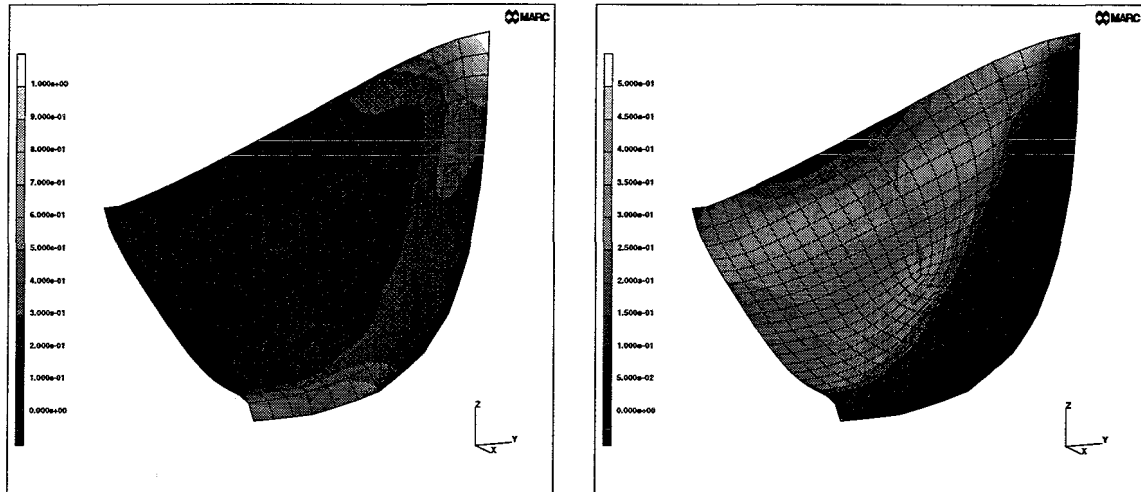 MARC
1.000e+00
9.000e-01
8.000e-01
7.000e-01
6.000e-01
5.000e-01
4.000e-01
3.000e-01
2.000e-01
1.000e-01
0.000e+00
Z
Y
X
MARC
5.000e-01
4.500e-01
4.000e-01
3.500e-01
3.000e-01
2.500e-01
2.000e-01
1.500e-01
1.000e-01
5.000e-02
0.000e+00
Z
Y
X